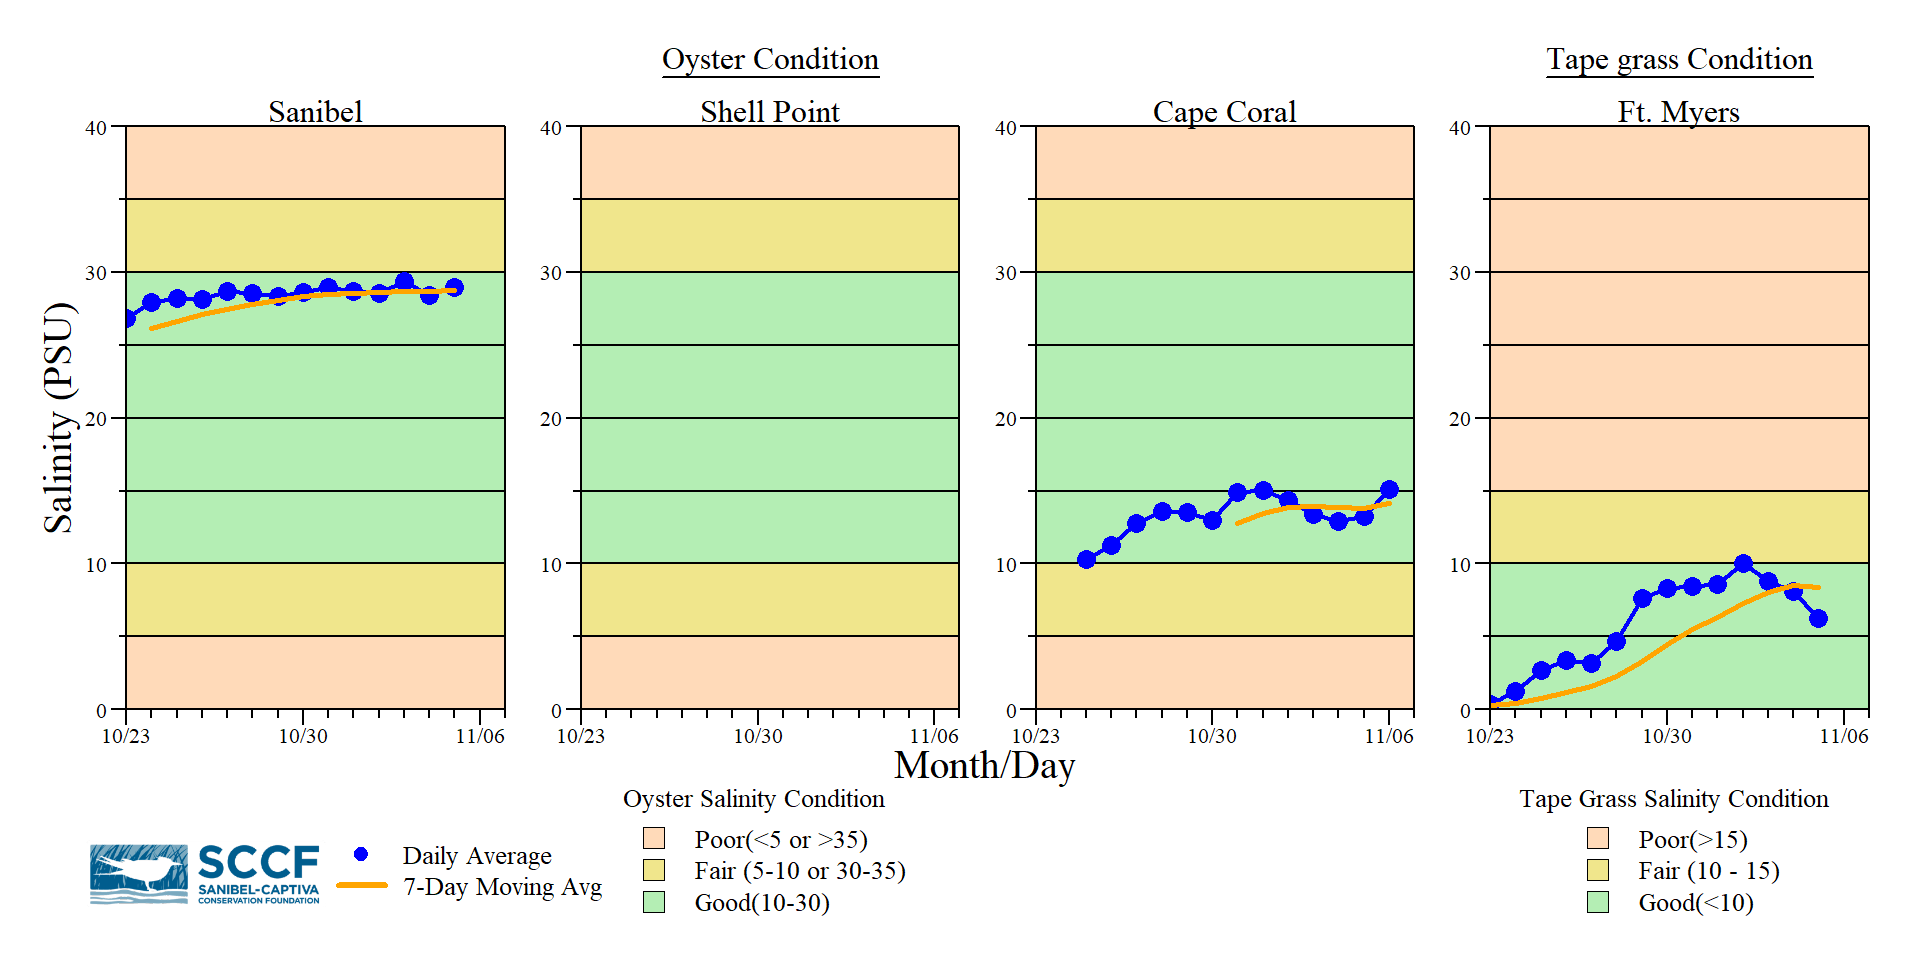 Oyster Condition
Tape grass Condition
Sanibel
Shell Point
Cape Coral
Ft. Myers
Salinity (PSU)
40
30
20
10
0
10/23
10/30
11/06
40
30
20
10
0
10/23
10/30
11/06
40
30
20
10
0
10/23
10/30
11/06
40
30
20
10
0
10/23
10/30
11/06
Month/Day
SCCF
SANIBEL-CAPTIVA
CONSERVATION FOUNDATION
Daily Average
7-Day Moving Avg
Oyster Salinity Condition
Poor(<5 or >35)
Fair (5-10 or 30-35)
Good(10-30)
Tape Grass Salinity Condition
Poor(>15)
Fair (10 - 15)
Good(<10)